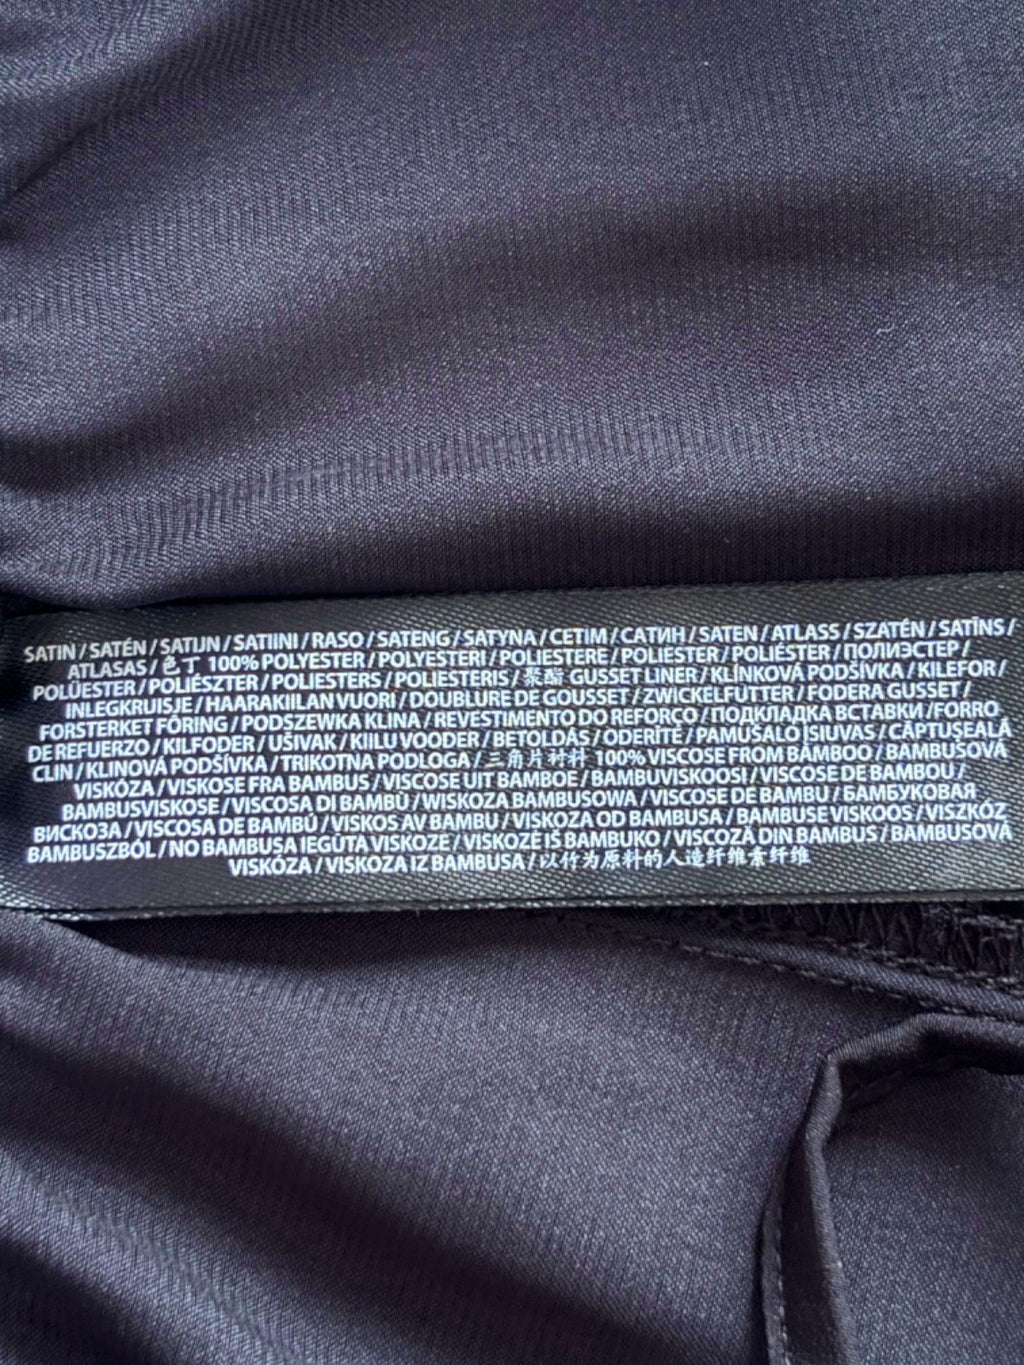 SATIN / SATÉN / SATIJN / SATIINI / RASO / SATENG / SATYNA / CETIM / САТИН / SATEN / ATLASS / SZATÉN / SATĪNS /
ATLASAS / 色丁 100% POLYESTER / POLYESTERI / POLIESTERE / POLIESTER / POLIÉSTER / ПОЛИЭСТЕР /
POLÜESTER / POLIÉSZTER / POLIESTERS / POLIESTERIS / 聚酯 GUSSET LINER / KLÍNKOVÁ PODŠÍVKA / KILEFOR /
INLEGKRUISJE / HAARAKIILAN VUORI / DOUBLURE DE GOUSSET / ZWICKELFUTTER / FODERA GUSSET /
FORSTERKET FÔRING / PODSZEWKA KLINA / REVESTIMENTO DO REFORÇO / ПОДКЛАДКА ВСТАВКИ / FORRO
DE REFUERZO / KILFODER / UŠIVAK / KIILU VOODER / BETOLDÁS / ODERĪTE / PAMUŠALO ĮSIUVAS / CĂPTUŞEALĂ
CLIN / KLINOVÁ PODŠÍVKA / TRIKOTNA PODLOGA / 三角片衬料 100% VISCOSE FROM BAMBOO / BAMBUSOVÁ
VISKÓZA / VISKOSE FRA BAMBUS / VISCOSE UIT BAMBOE / BAMBUVISKOOSI / VISCOSE DE BAMBOU /
BAMBUSVISKOSE / VISCOSA DI BAMBÙ / WISKOZA BAMBUSOWA / VISCOSE DE BAMBU / БАМБУКОВАЯ
ВИСКОЗА / VISCOSA DE BAMBÚ / VISKOS AV BAMBU / VISKOZA OD BAMBUSA / BAMBUSE VISKOOS / VISZKÓZ
BAMBUSZBÓL / NO BAMBUSA IEGŪTA VISKOZE / VISKOZĖ IŠ BAMBUKO / VISCOZĂ DIN BAMBUS / BAMBUSOVÁ
VISKÓZA / VISKOZA IZ BAMBUSA / 以竹为原料的人造纤维素纤维